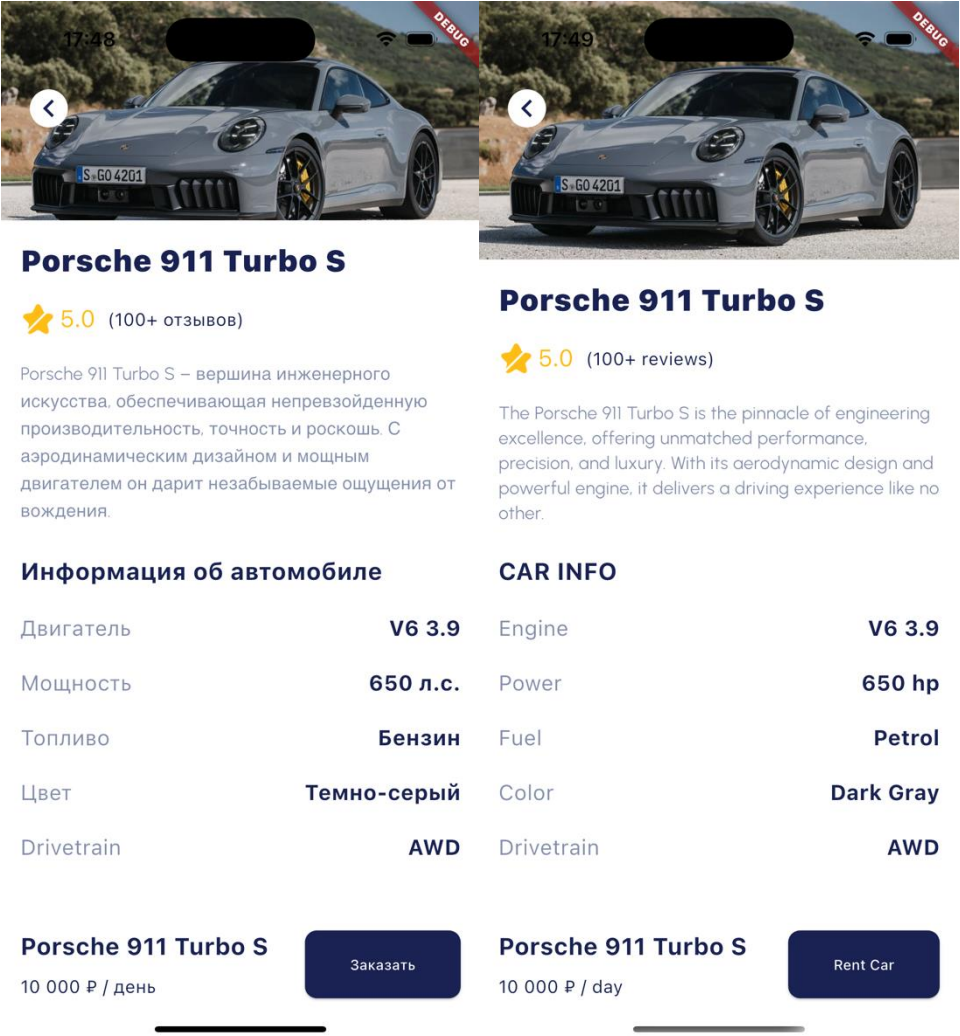 17:48
DEBUG
S GO 4201
Porsche 911 Turbo S
5.0 (100+ отзывов)
Porsche 911 Turbo S – вершина инженерного
искусства, обеспечивающая непревзойденную
производительность, точность и роскошь. С
аэродинамическим дизайном и мощным
двигателем он дарит незабываемые ощущения от
вождения.
Информация об автомобиле
Двигатель V6 3.9
Мощность 650 л.с.
Топливо Бензин
Цвет Темно-серый
Drivetrain AWD
Porsche 911 Turbo S
10 000 ₽ / день
Заказать
17:49
DEBUG
S GO 4201
Porsche 911 Turbo S
5.0 (100+ reviews)
The Porsche 911 Turbo S is the pinnacle of engineering
excellence, offering unmatched performance,
precision, and luxury. With its aerodynamic design and
powerful engine, it delivers a driving experience like no
other.
CAR INFO
Engine V6 3.9
Power 650 hp
Fuel Petrol
Color Dark Gray
Drivetrain AWD
Porsche 911 Turbo S
10 000 ₽ / day
Rent Car